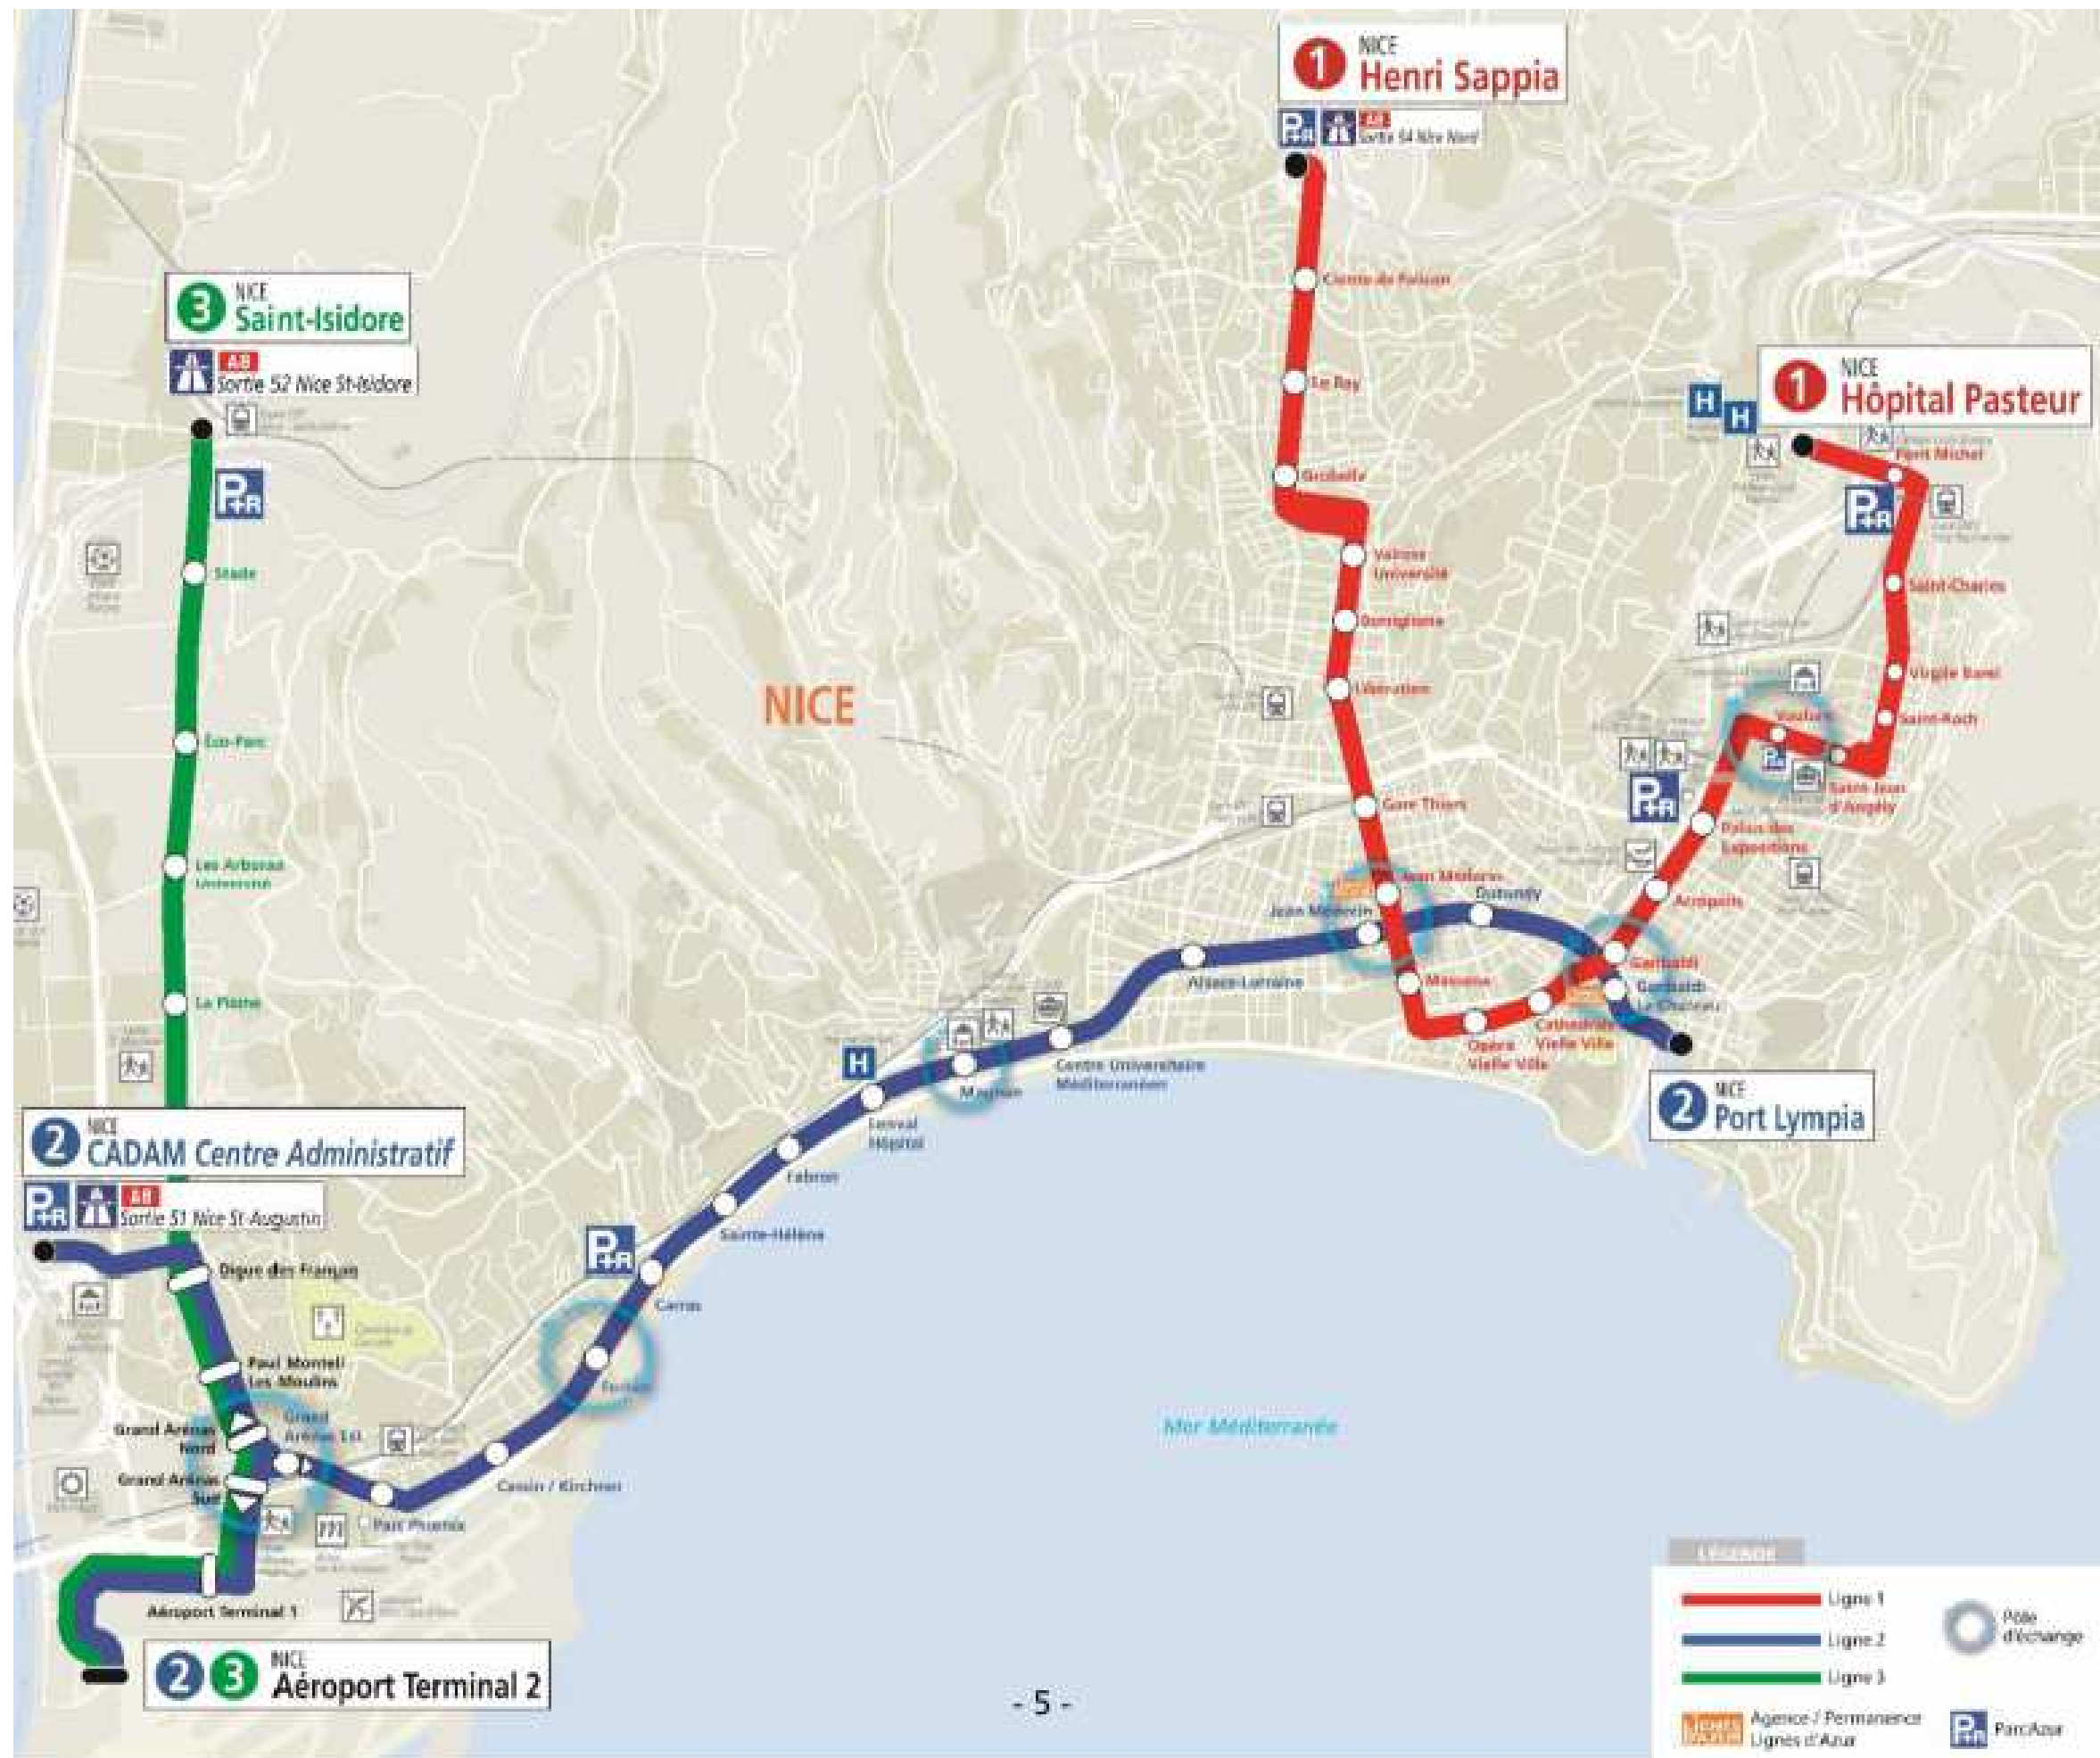 1
NICE
Henri Sappia
P+R
A8
Sortie 54 Nice Nord
Comte de Falicon
Le Ray
Gorbella
Valrose
Université
Borriglione
Libération
Gare Thiers
Jean Médecin
Massena
Opéra
Vieille Ville
Cathédrale
Vieille Ville
Garibaldi
Acropolis
Palais des
Expositions
Vauban
Saint-Jean
d'Angély
Saint-Roch
Virgile Barel
Saint-Charles
Pont Michel
1
NICE
Hôpital Pasteur
H
H
P+R
P+R
3
NICE
Saint-Isidore
A8
Sortie 52 Nice St-Isidore
P+R
Stade
Eco-Parc
Les Arboras
Université
La Plaine
NICE
2
NICE
CADAM Centre Administratif
P+R
A8
Sortie 51 Nice St-Augustin
Digue des Français
Paul Montel
Les Moulins
Grand Arénas
Nord
Grand
Arénas Est
Grand Arénas
Sud
Aéroport Terminal 1
2 3
NICE
Aéroport Terminal 2
Parc Phoenix
Cassin / Kirchner
Ferber
Carras
P+R
Sainte-Hélène
Fabron
H
Lenval
Hôpital
Magnan
Centre Universitaire
Méditerranéen
Alsace-Lorraine
Jean Médecin
Durandy
Garibaldi
Le Château
2
NICE
Port Lympia
Mer Méditerranée
- 5 -
LÉGENDE
Ligne 1
Ligne 2
Ligne 3
Pôle
d'échange
Agence / Permanence
Lignes d'Azur
P+R
ParcAzur